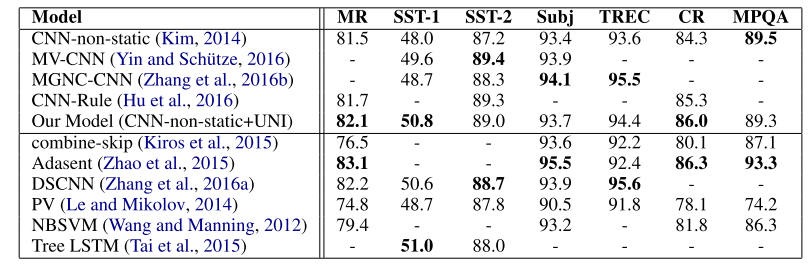 Model MR SST-1 SST-2 Subj TREC CR MPQA
CNN-non-static (Kim, 2014) 81.5 48.0 87.2 93.4 93.6 84.3 89.5
MV-CNN (Yin and Schütze, 2016) - 49.6 89.4 93.9 - - -
MGNC-CNN (Zhang et al., 2016b) - 48.7 88.3 94.1 95.5 - -
CNN-Rule (Hu et al., 2016) 81.7 - 89.3 - - 85.3 -
Our Model (CNN-non-static+UNI) 82.1 50.8 89.0 93.7 94.4 86.0 89.3
combine-skip (Kiros et al., 2015) 76.5 - - 93.6 92.2 80.1 87.1
Adasent (Zhao et al., 2015) 83.1 - - 95.5 92.4 86.3 93.3
DSCNN (Zhang et al., 2016a) 82.2 50.6 88.7 93.9 95.6 - -
PV (Le and Mikolov, 2014) 74.8 48.7 87.8 90.5 91.8 78.1 74.2
NBSVM (Wang and Manning, 2012) 79.4 - - 93.2 - 81.8 86.3
Tree LSTM (Tai et al., 2015) - 51.0 88.0 - - - -